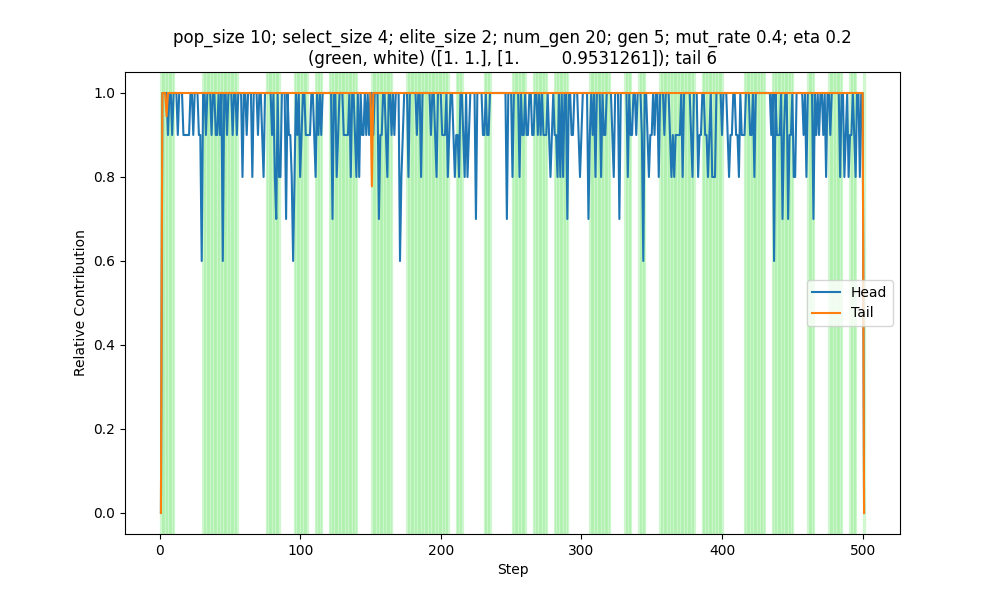 pop_size 10; select_size 4; elite_size 2; num_gen 20; gen 5; mut_rate 0.4; eta 0.2
(green, white) ([1. 1.], [1.        0.9531261]); tail 6
1.0
0.8
0.6
0.4
0.2
0.0
Relative Contribution
Head
Tail
0
100
200
300
400
500
Step